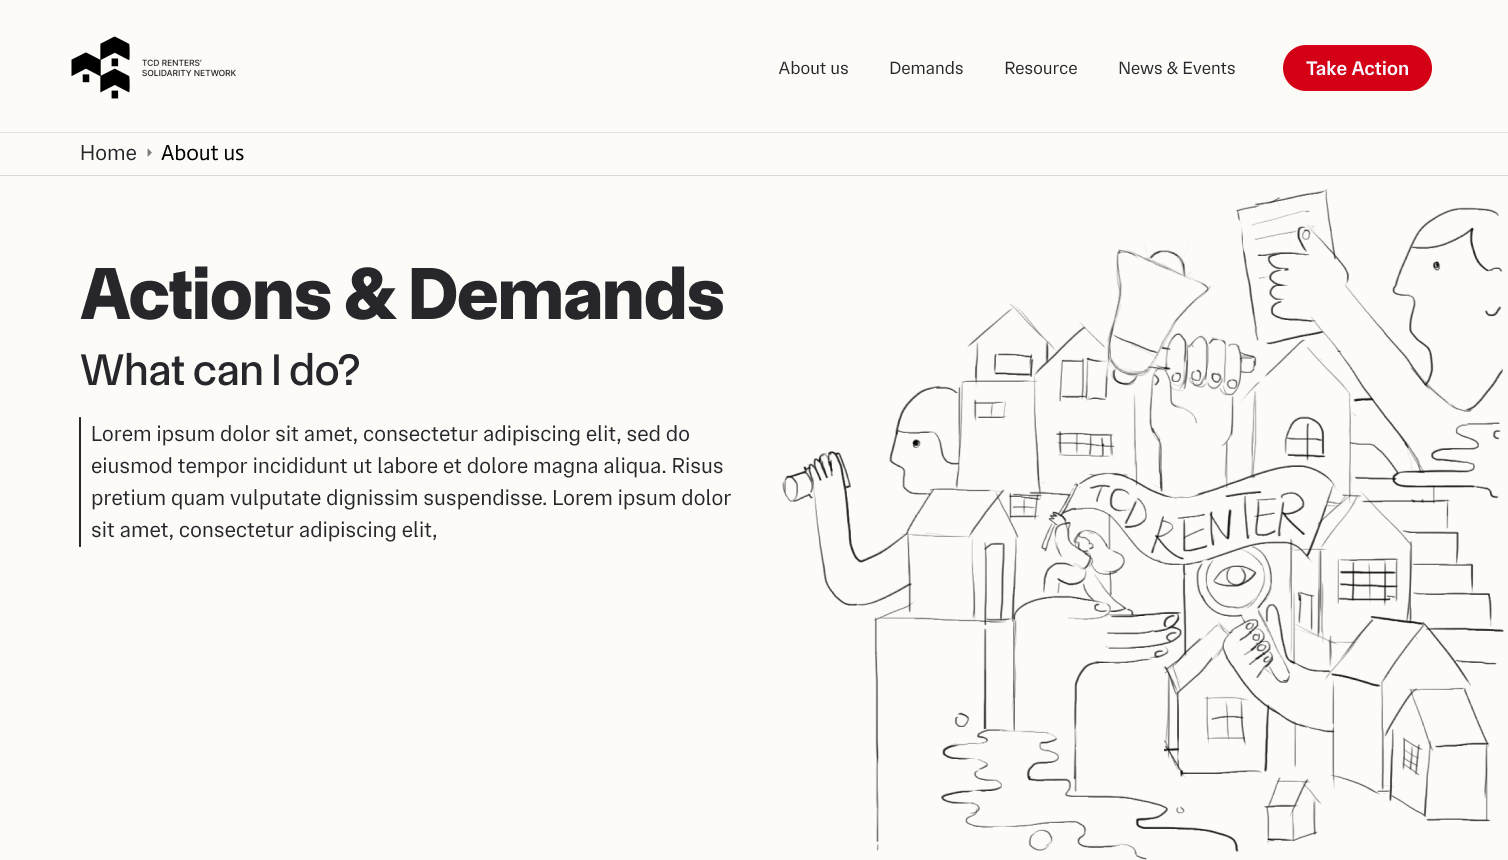 TCD RENTERS'
SOLIDARITY NETWORK
About us
Demands
Resource
News & Events
Take Action
Home
About us
Actions & Demands
What can I do?
Lorem ipsum dolor sit amet, consectetur adipiscing elit, sed do
eiusmod tempor incididunt ut labore et dolore magna aliqua. Risus
pretium quam vulputate dignissim suspendisse. Lorem ipsum dolor
sit amet, consectetur adipiscing elit,
TCD RENTER